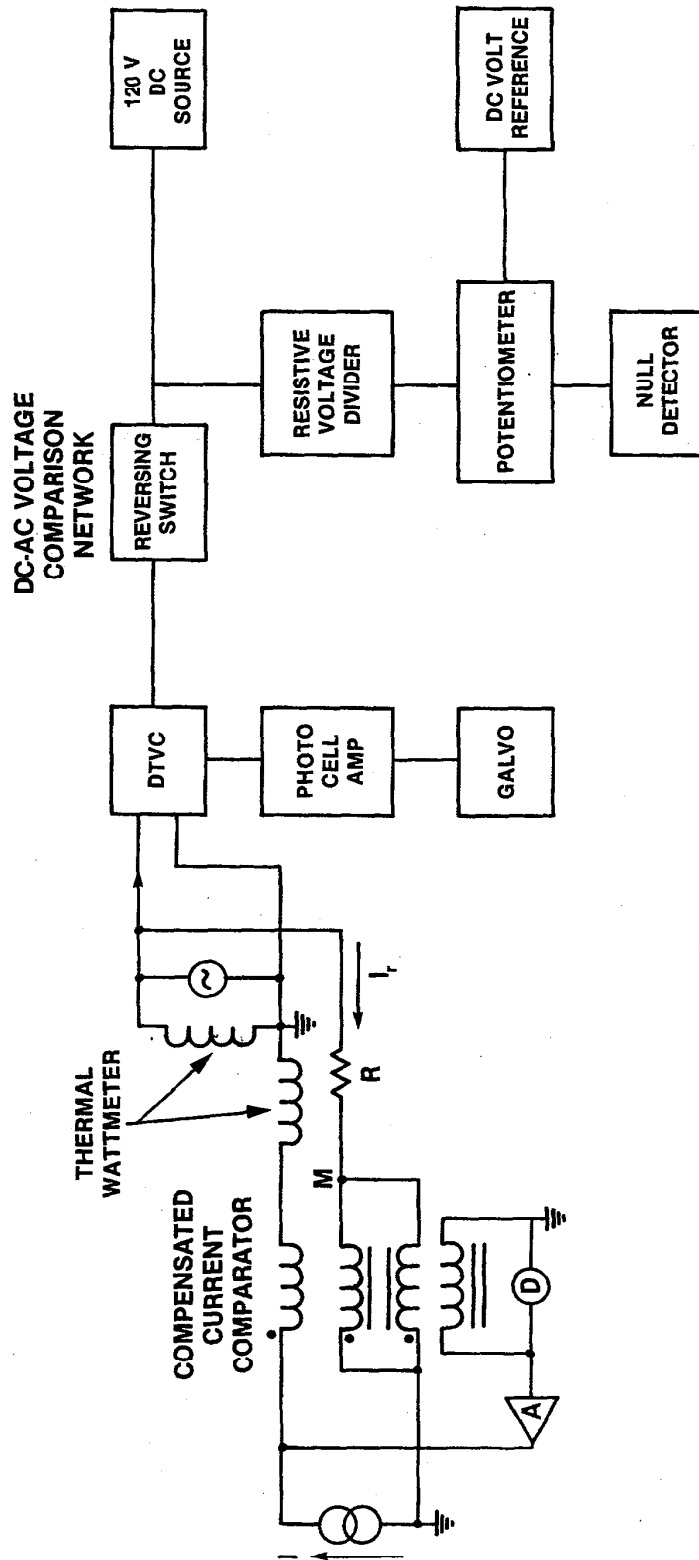 DC-AC VOLTAGE
COMPARISON
NETWORK
120 V
DC
SOURCE
REVERSING
SWITCH
DTVC
RESISTIVE
VOLTAGE
DIVIDER
PHOTO
CELL
AMP
DC VOLT
REFERENCE
POTENTIOMETER
GALVO
NULL
DETECTOR
THERMAL
WATTMETER
~
Ir
R
M
COMPENSATED
CURRENT
COMPARATOR
D
A
I